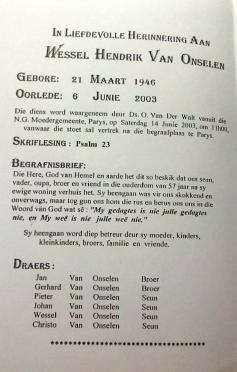 IN LIEFDEVOLLE HERINNERING AAN
WESSEL HENDRIK VAN ONSELEN
GEBORE: 21 MAART 1946
OORLEDE: 6 JUNIE 2003
Die diens word waargeneem deur Ds. O. Van Der Walt vanuit die
N.G. Moedergemeente, Parys, op Saterdag 14 Junie 2003, om 11h00,
vanwaar die stoet sal vertrek na die begraafplaas te Parys.
SKRIFLESING: Psalm 23
BEGRAFNISBRIEF:
Die Here, God van Hemel en aarde het dit so beskik dat ons seun,
vader, oupa, broer en vriend in die ouderdom van 57 jaar na sy
ewige woning verhuis het. Sy heengaan was vir ons skokkend en
onverwags, maar tog gun ons hom die rus en berus ons ons in die
Woord van God wat sê: "My gedagtes is nie julle gedagtes
nie, en My weë is nie julle weë nie."
Sy heengaan word diep betreur deur sy moeder, kinders,
kleinkinders, broers, familie en vriende.
DRAERS:
Jan Van Onselen Broer
Gerhard Van Onselen Broer
Pieter Van Onselen Seun
Johan Van Onselen Seun
Wessel Van Onselen Seun
Christo Van Onselen Seun